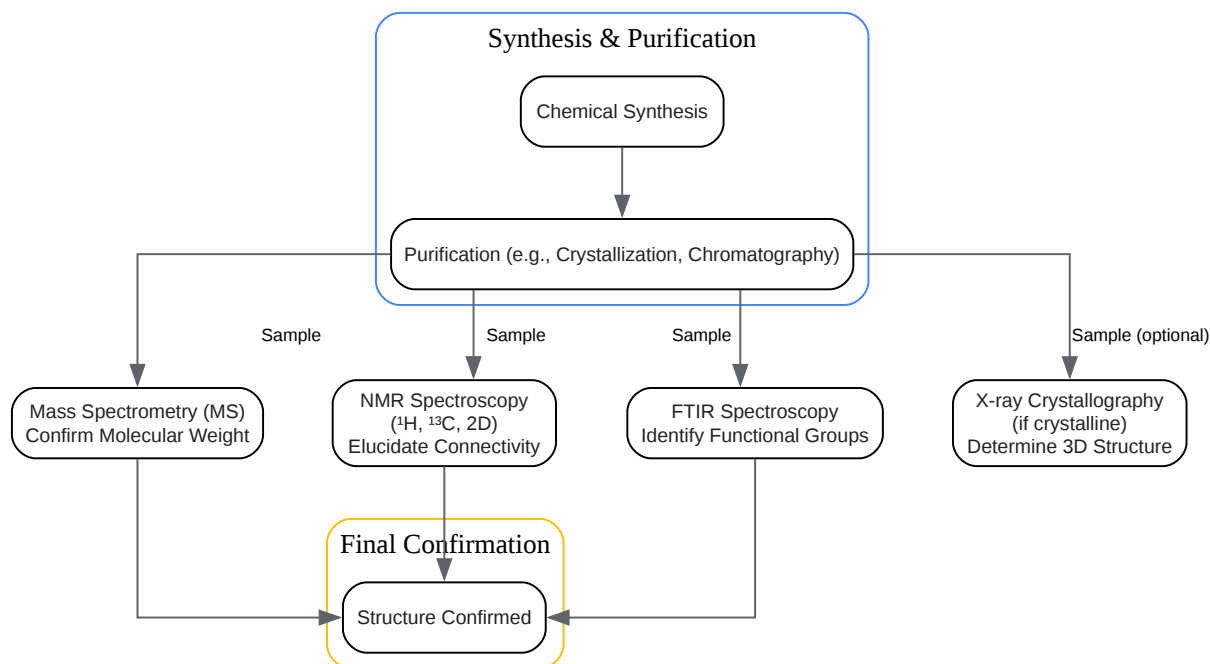 Synthesis & Purification
Chemical Synthesis
Purification (e.g., Crystallization, Chromatography)
Sample
Sample
Sample
Sample (optional)
Mass Spectrometry (MS)
Confirm Molecular Weight
NMR Spectroscopy
(¹H, ¹³C, 2D)
Elucidate Connectivity
FTIR Spectroscopy
Identify Functional Groups
X-ray Crystallography
(if crystalline)
Determine 3D Structure
Final Confirmation
Structure Confirmed